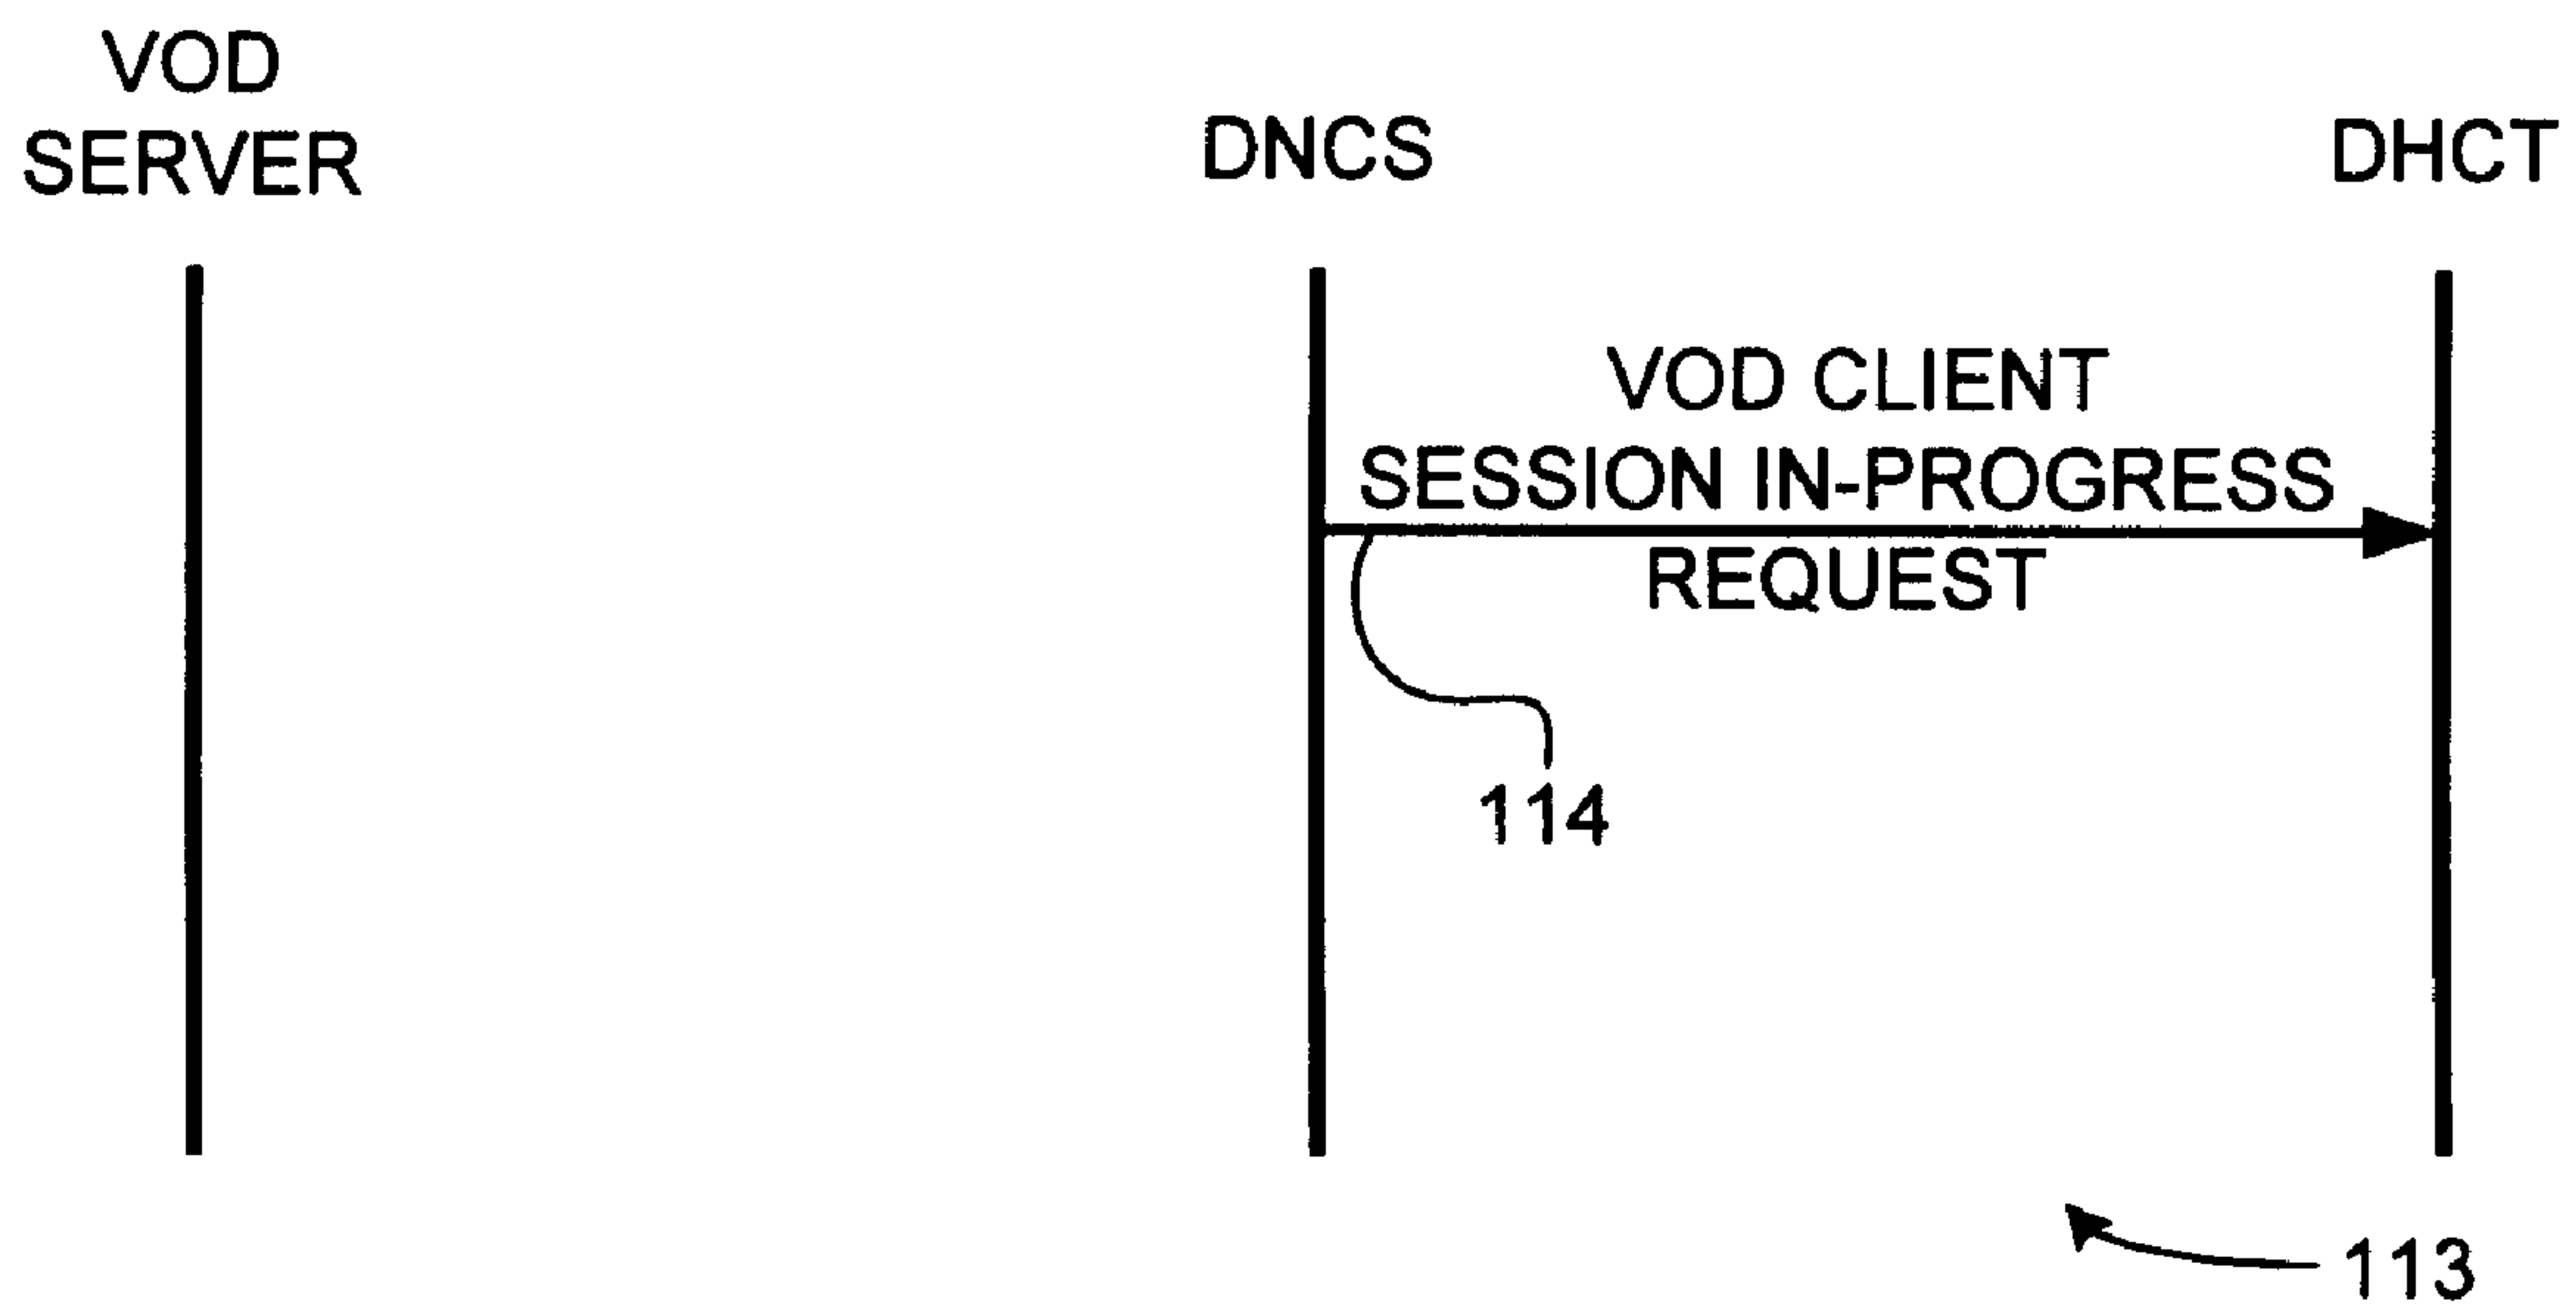 VOD
SERVER
DNCS
DHCT
VOD CLIENT
SESSION IN-PROGRESS
REQUEST
114
113